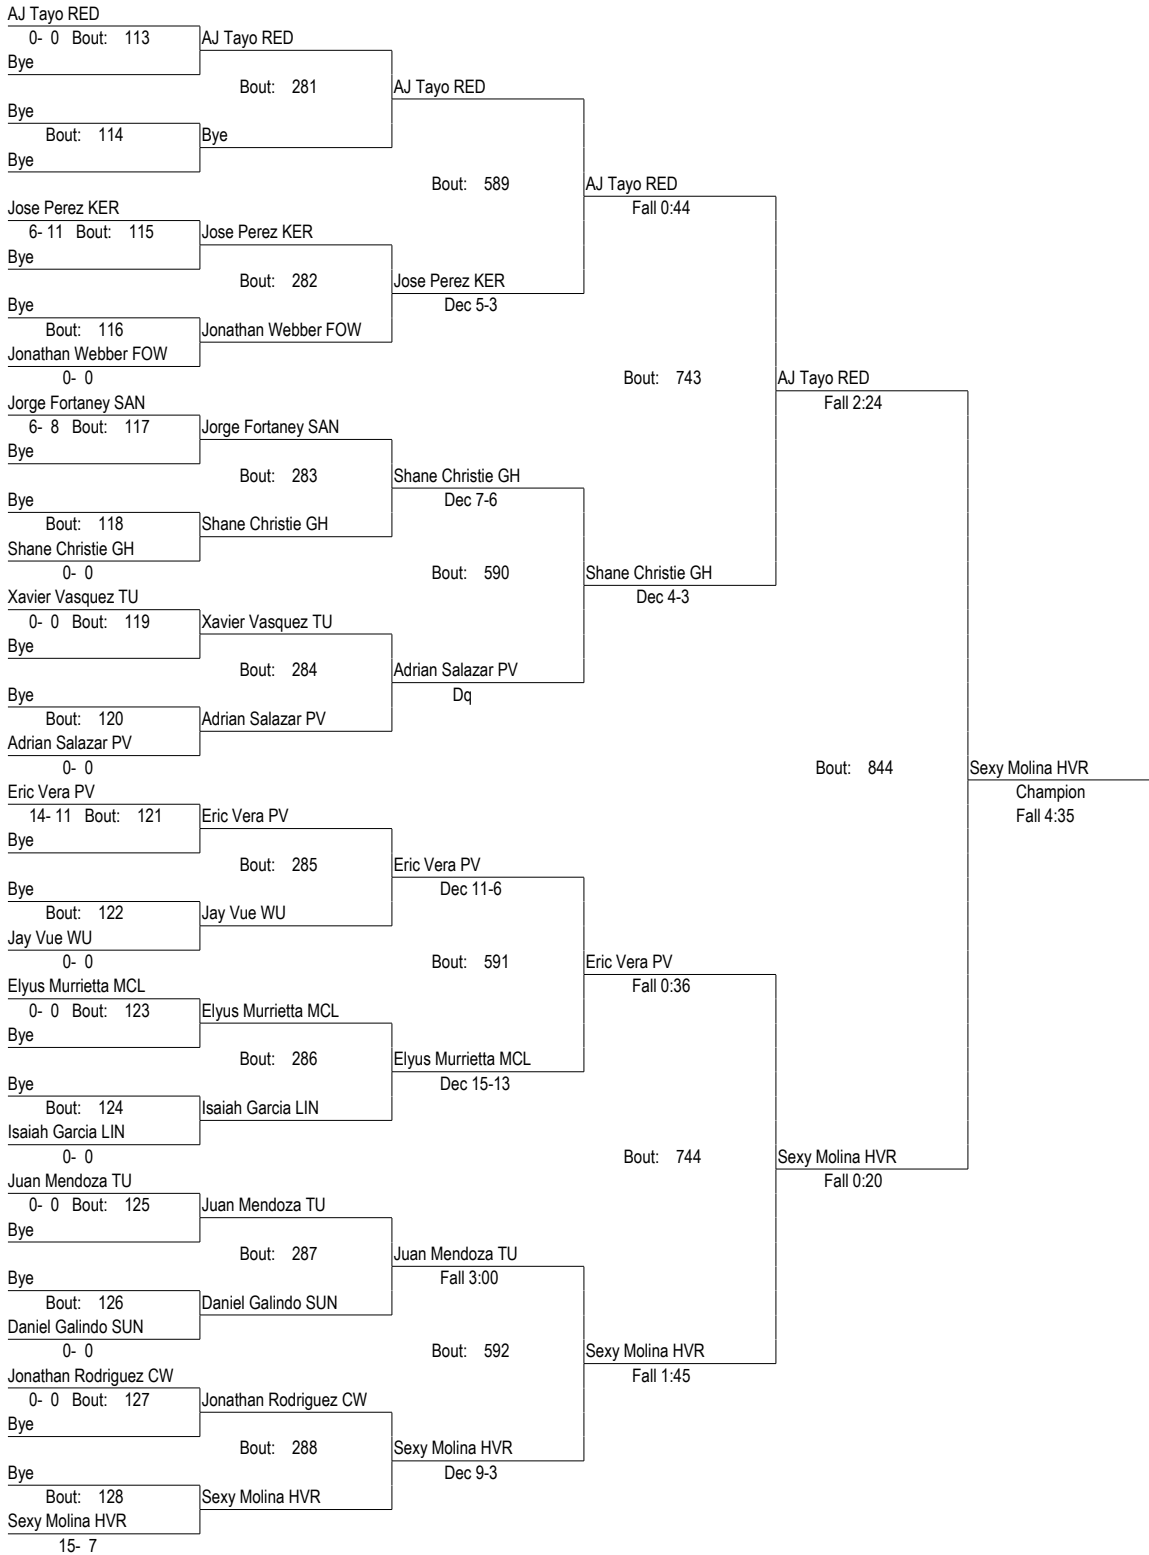 AJ Tayo RED
0- 0 Bout: 113 AJ Tayo RED
Bye
Bout: 281 AJ Tayo RED
Bye
Bout: 114 Bye
Bye
Bout: 589 AJ Tayo RED
Jose Perez KER Fall 0:44
6- 11 Bout: 115 Jose Perez KER
Bye
Bout: 282 Jose Perez KER
Bye Dec 5-3
Bout: 116 Jonathan Webber FOW
Jonathan Webber FOW
0- 0 Bout: 743 AJ Tayo RED
Jorge Fortaney SAN Fall 2:24
6- 8 Bout: 117 Jorge Fortaney SAN
Bye
Bout: 283 Shane Christie GH
Bye Dec 7-6
Bout: 118 Shane Christie GH
Shane Christie GH
0- 0 Bout: 590 Shane Christie GH
Xavier Vasquez TU Dec 4-3
0- 0 Bout: 119 Xavier Vasquez TU
Bye
Bout: 284 Adrian Salazar PV
Bye Dq
Bout: 120 Adrian Salazar PV
Adrian Salazar PV
0- 0 Bout: 844 Sexy Molina HVR
Eric Vera PV Champion
14- 11 Bout: 121 Eric Vera PV Fall 4:35
Bye
Bout: 285 Eric Vera PV
Bye Dec 11-6
Bout: 122 Jay Vue WU
Jay Vue WU
0- 0 Bout: 591 Eric Vera PV
Elyus Murrietta MCL Fall 0:36
0- 0 Bout: 123 Elyus Murrietta MCL
Bye
Bout: 286 Elyus Murrietta MCL
Bye Dec 15-13
Bout: 124 Isaiah Garcia LIN
Isaiah Garcia LIN
0- 0 Bout: 744 Sexy Molina HVR
Juan Mendoza TU Fall 0:20
0- 0 Bout: 125 Juan Mendoza TU
Bye
Bout: 287 Juan Mendoza TU
Bye Fall 3:00
Bout: 126 Daniel Galindo SUN
Daniel Galindo SUN
0- 0 Bout: 592 Sexy Molina HVR
Jonathan Rodriguez CW Fall 1:45
0- 0 Bout: 127 Jonathan Rodriguez CW
Bye
Bout: 288 Sexy Molina HVR
Bye Dec 9-3
Bout: 128 Sexy Molina HVR
Sexy Molina HVR
15- 7